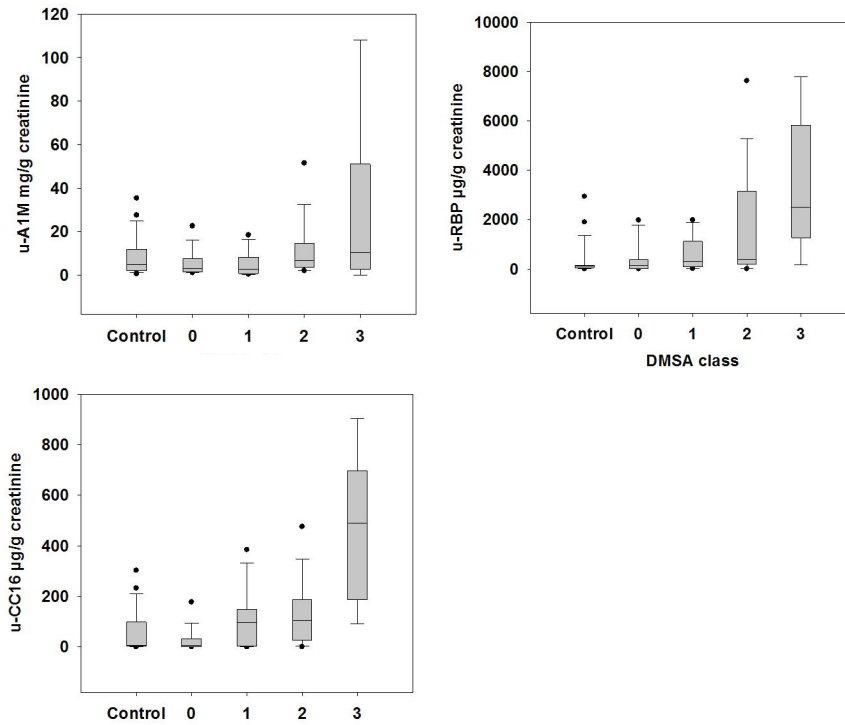 u-A1M mg/g creatinine
120
100
80
60
40
20
0
Control 0 1 2 3
u-RBP µg/g creatinine
10000
8000
6000
4000
2000
0
Control 0 1 2 3
DMSA class
u-CC16 µg/g creatinine
1000
800
600
400
200
0
Control 0 1 2 3